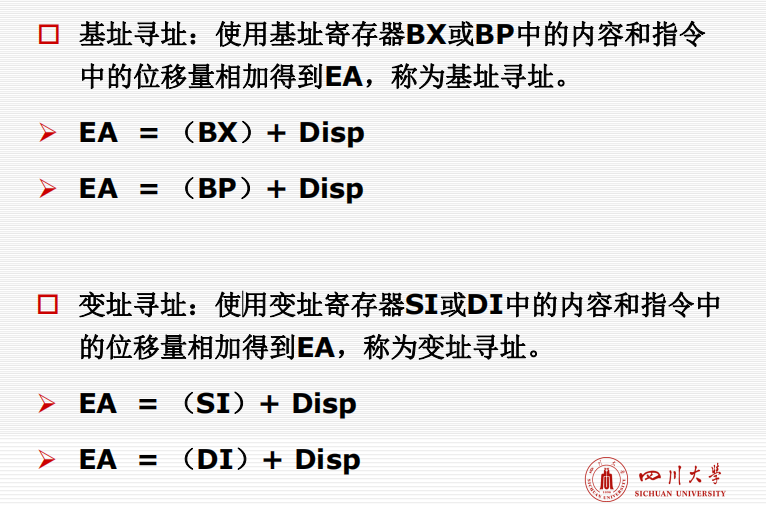 基址寻址：使用基址寄存器BX或BP中的内容和指令
中的位移量相加得到EA，称为基址寻址。
EA = （BX）+ Disp
EA = （BP）+ Disp
变址寻址：使用变址寄存器SI或DI中的内容和指令中
的位移量相加得到EA，称为变址寻址。
EA = （SI）+ Disp
EA = （DI）+ Disp
四川大学
SICHUAN UNIVERSITY